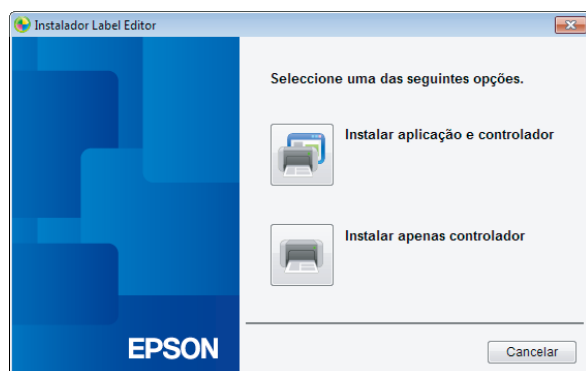 Instalador Label Editor
Seleccione uma das seguintes opções.
Instalar aplicação e controlador
Instalar apenas controlador
EPSON
Cancelar